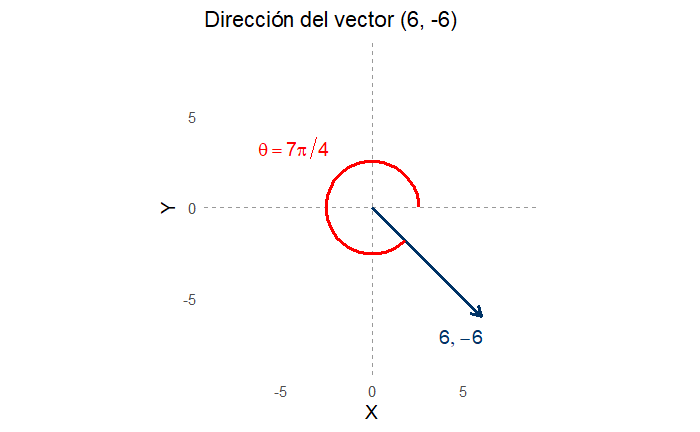 Dirección del vector (6, -6)
5
θ = 7π/4
Y
0
-5
6, −6
-5
0
5
X